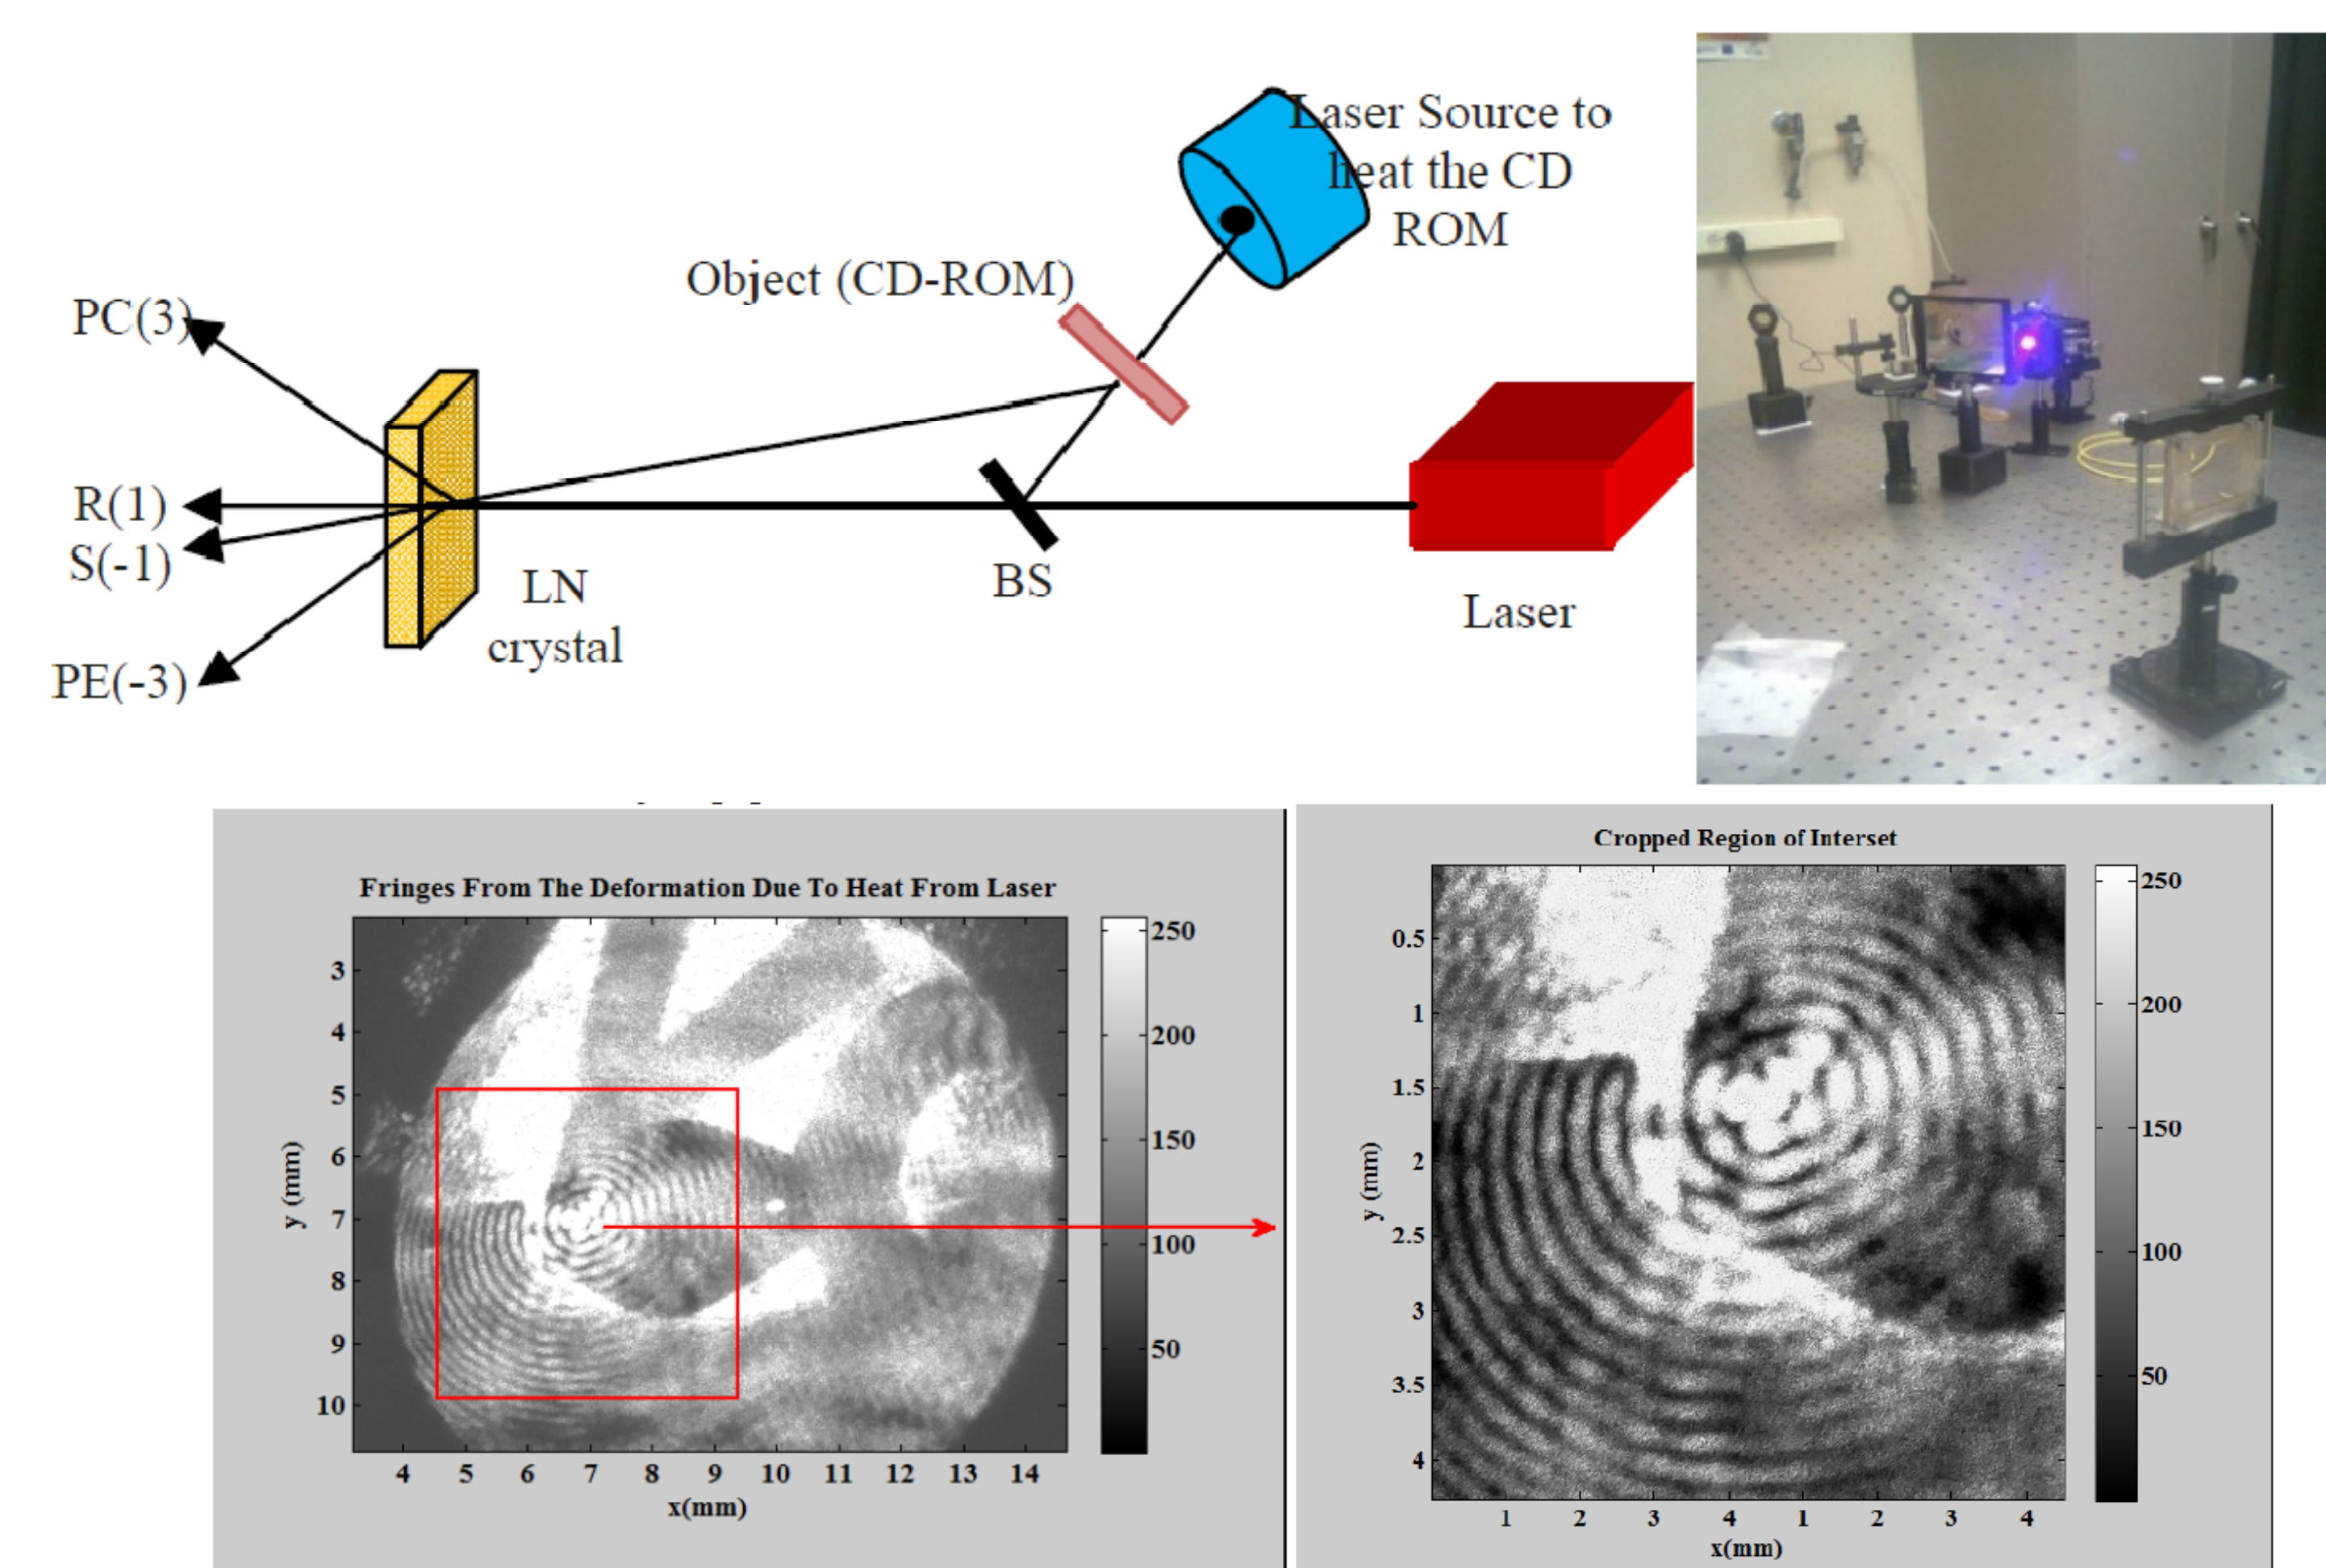 Laser Source to
heat the CD
ROM
Object (CD-ROM)
PC(3)
R(1)
S(-1)
PE(-3)
LN
crystal
BS
Laser
Fringes From The Deformation Due To Heat From Laser
3
4
5
6
7
8
9
10
y (mm)
4 5 6 7 8 9 10 11 12 13 14
x(mm)
250
200
150
100
50
Cropped Region of Interset
0.5
1
1.5
2
2.5
3
3.5
4
y (mm)
1 2 3 4 1 2 3 4
x(mm)
250
200
150
100
50